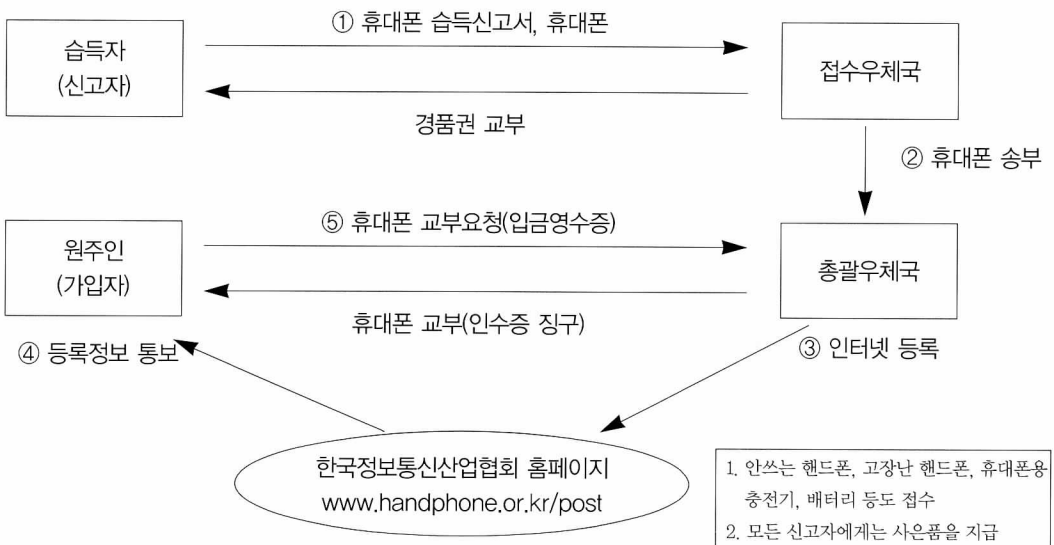 ① 휴대폰 습득신고서, 휴대폰
습득자
(신고자)
접수우체국
경품권 교부
② 휴대폰 송부
⑤ 휴대폰 교부요청(입금영수증)
원주인
(가입자)
총괄우체국
휴대폰 교부(인수증 징구)
④ 등록정보 통보
③ 인터넷 등록
한국정보통신산업협회 홈페이지
www.handphone.or.kr/post
1. 안쓰는 핸드폰, 고장난 핸드폰, 휴대폰용
충전기, 배터리 등도 접수
2. 모든 신고자에게는 사은품을 지급